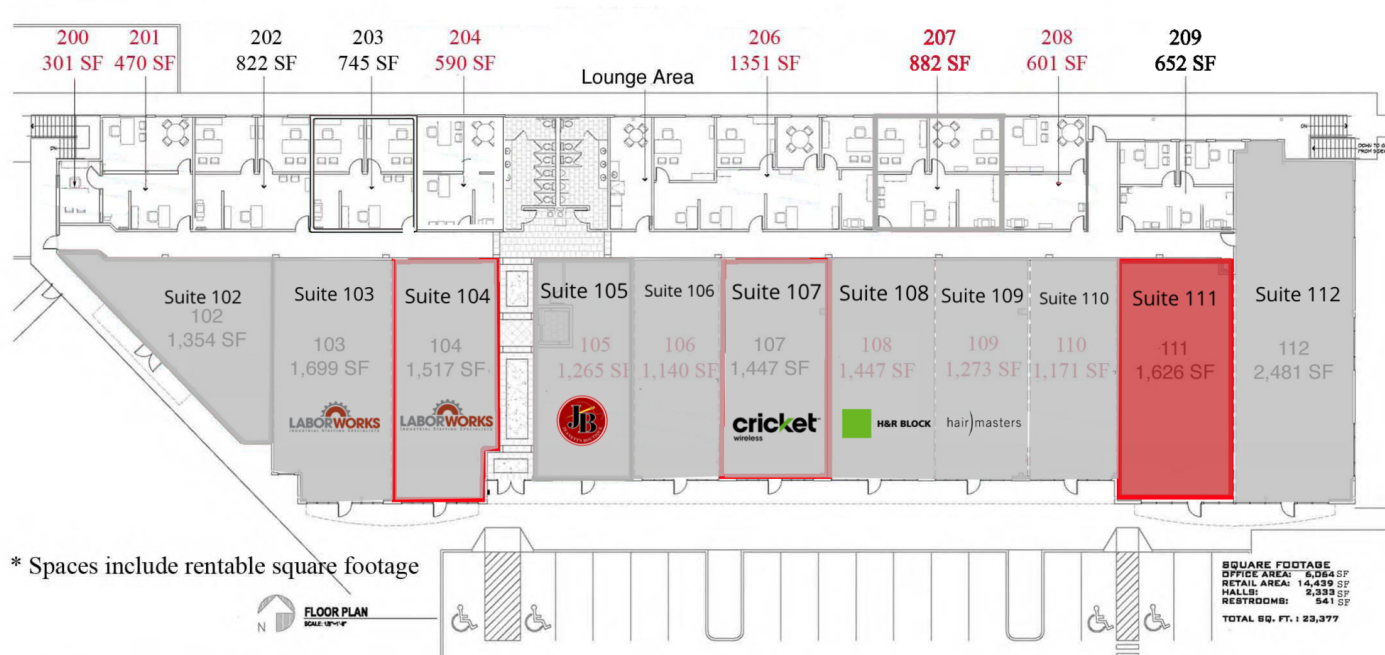 200
301 SF
201
470 SF
202
822 SF
203
745 SF
204
590 SF
Lounge Area
206
1351 SF
207
882 SF
208
601 SF
209
652 SF
Suite 102
102
1,354 SF
Suite 103
103
1,699 SF
LABORWORKS
INDUSTRIAL STAFFING SPECIALISTS
Suite 104
104
1,517 SF
LABORWORKS
INDUSTRIAL STAFFING SPECIALISTS
Suite 105
105
1,265 SF
JB
Suite 106
106
1,140 SF
Suite 107
107
1,447 SF
cricket
wireless
Suite 108
108
1,447 SF
H&R BLOCK
Suite 109
109
1,273 SF
hair)masters
Suite 110
110
1,171 SF
Suite 111
111
1,626 SF
Suite 112
112
2,481 SF
* Spaces include rentable square footage
N
FLOOR PLAN
SQUARE FOOTAGE
OFFICE AREA: 6,064 SF
RETAIL AREA: 14,439 SF
HALLS: 2,333 SF
RESTROOMS: 541 SF
TOTAL SQ. FT. : 23,377